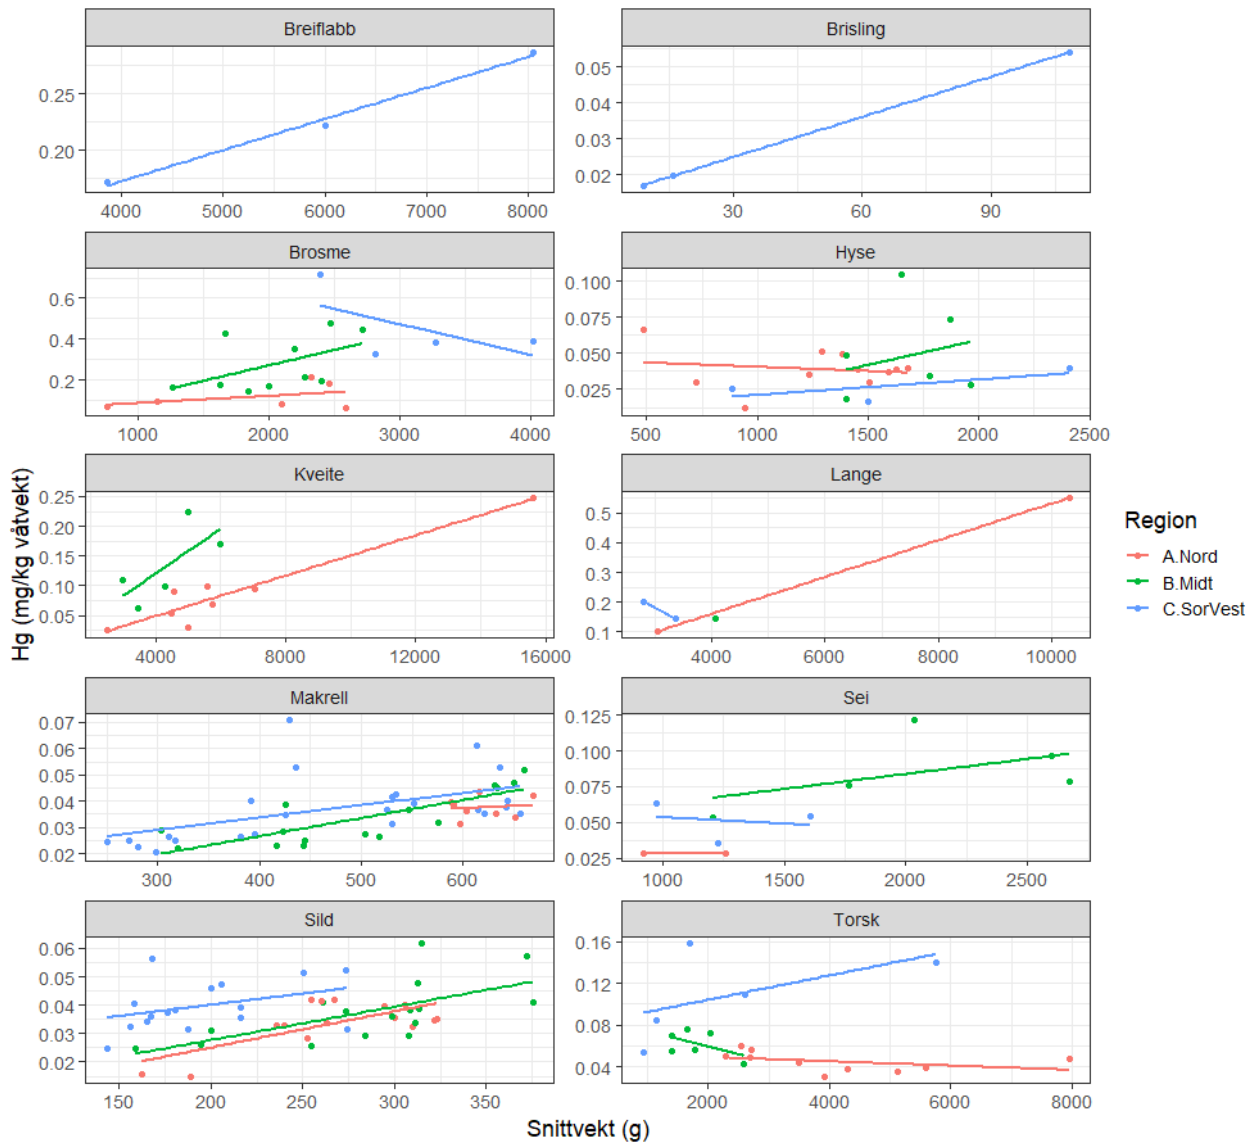 Breiflabb
Brisling
0.25
0.20
4000 5000 6000 7000 8000
0.05
0.04
0.03
0.02
30 60 90
Brosme
Hyse
0.6
0.4
0.2
1000 2000 3000 4000
0.100
0.075
0.050
0.025
500 1000 1500 2000 2500
Kveite
Lange
0.25
0.20
0.15
0.10
0.05
4000 8000 12000 16000
0.5
0.4
0.3
0.2
0.1
4000 6000 8000 10000
Makrell
Sei
0.07
0.06
0.05
0.04
0.03
0.02
300 400 500 600
0.125
0.100
0.075
0.050
0.025
1000 1500 2000 2500
Sild
Torsk
0.06
0.05
0.04
0.03
0.02
150 200 250 300 350
0.16
0.12
0.08
0.04
2000 4000 6000 8000
Hg (mg/kg våtvekt)
Snittvekt (g)
Region
A.Nord
B.Midt
C.SorVest